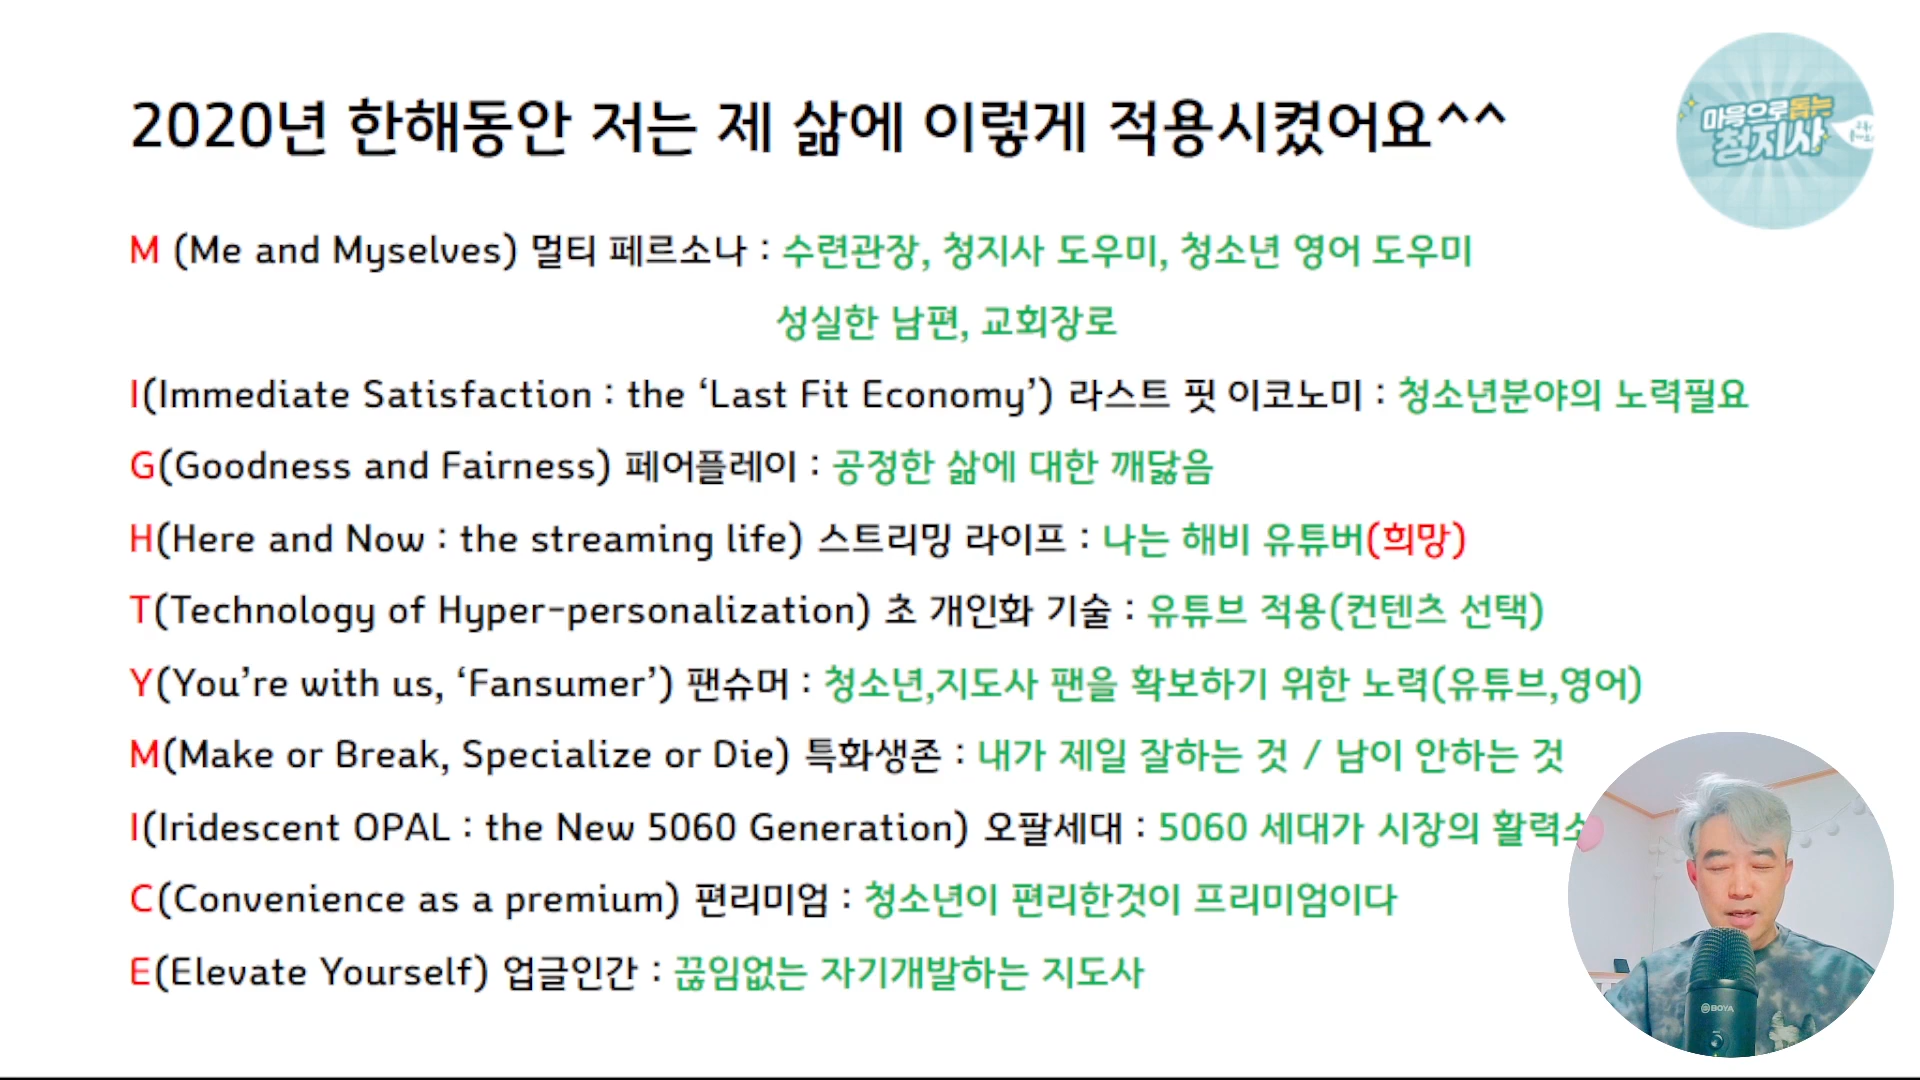 2020년 한해동안 저는 제 삶에 이렇게 적용시켰어요^^
마음으로 돕는
청지사
M (Me and Myselves) 멀티 페르소나 : 수련관장, 청지사 도우미, 청소년 영어 도우미
성실한 남편, 교회장로
I(Immediate Satisfaction : the ‘Last Fit Economy’) 라스트 핏 이코노미 : 청소년분야의 노력필요
G(Goodness and Fairness) 페어플레이 : 공정한 삶에 대한 깨닳음
H(Here and Now : the streaming life) 스트리밍 라이프 : 나는 해비 유튜버(희망)
T(Technology of Hyper-personalization) 초 개인화 기술 : 유튜브 적용(컨텐츠 선택)
Y(You’re with us, ‘Fansumer’) 팬슈머 : 청소년,지도사 팬을 확보하기 위한 노력(유튜브,영어)
M(Make or Break, Specialize or Die) 특화생존 : 내가 제일 잘하는 것 / 남이 안하는 것
I(Iridescent OPAL : the New 5060 Generation) 오팔세대 : 5060 세대가 시장의 활력소
C(Convenience as a premium) 편리미엄 : 청소년이 편리한것이 프리미엄이다
E(Elevate Yourself) 업글인간 : 끊임없는 자기개발하는 지도사
BOYA